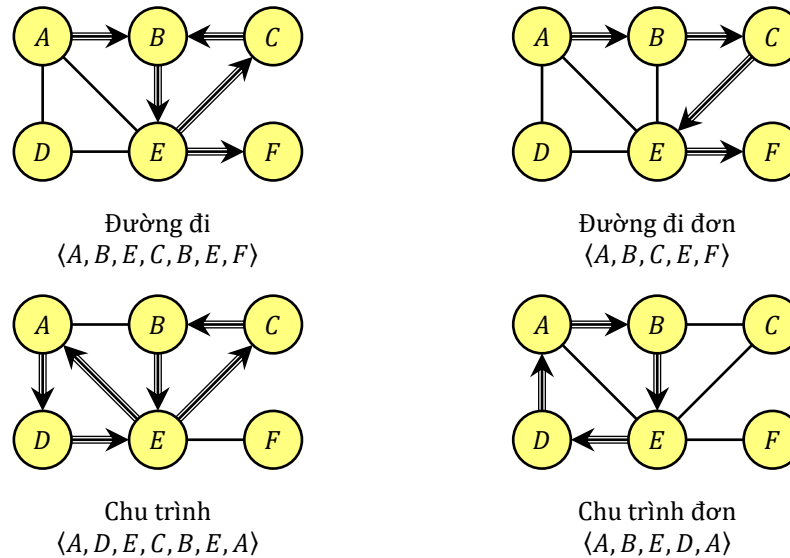 A B C A B C
D E F D E F
Đường đi Đường đi đơn
⟨A, B, E, C, B, E, F⟩ ⟨A, B, C, E, F⟩
A B C A B C
D E F D E F
Chu trình Chu trình đơn
⟨A, D, E, C, B, E, A⟩ ⟨A, B, E, D, A⟩